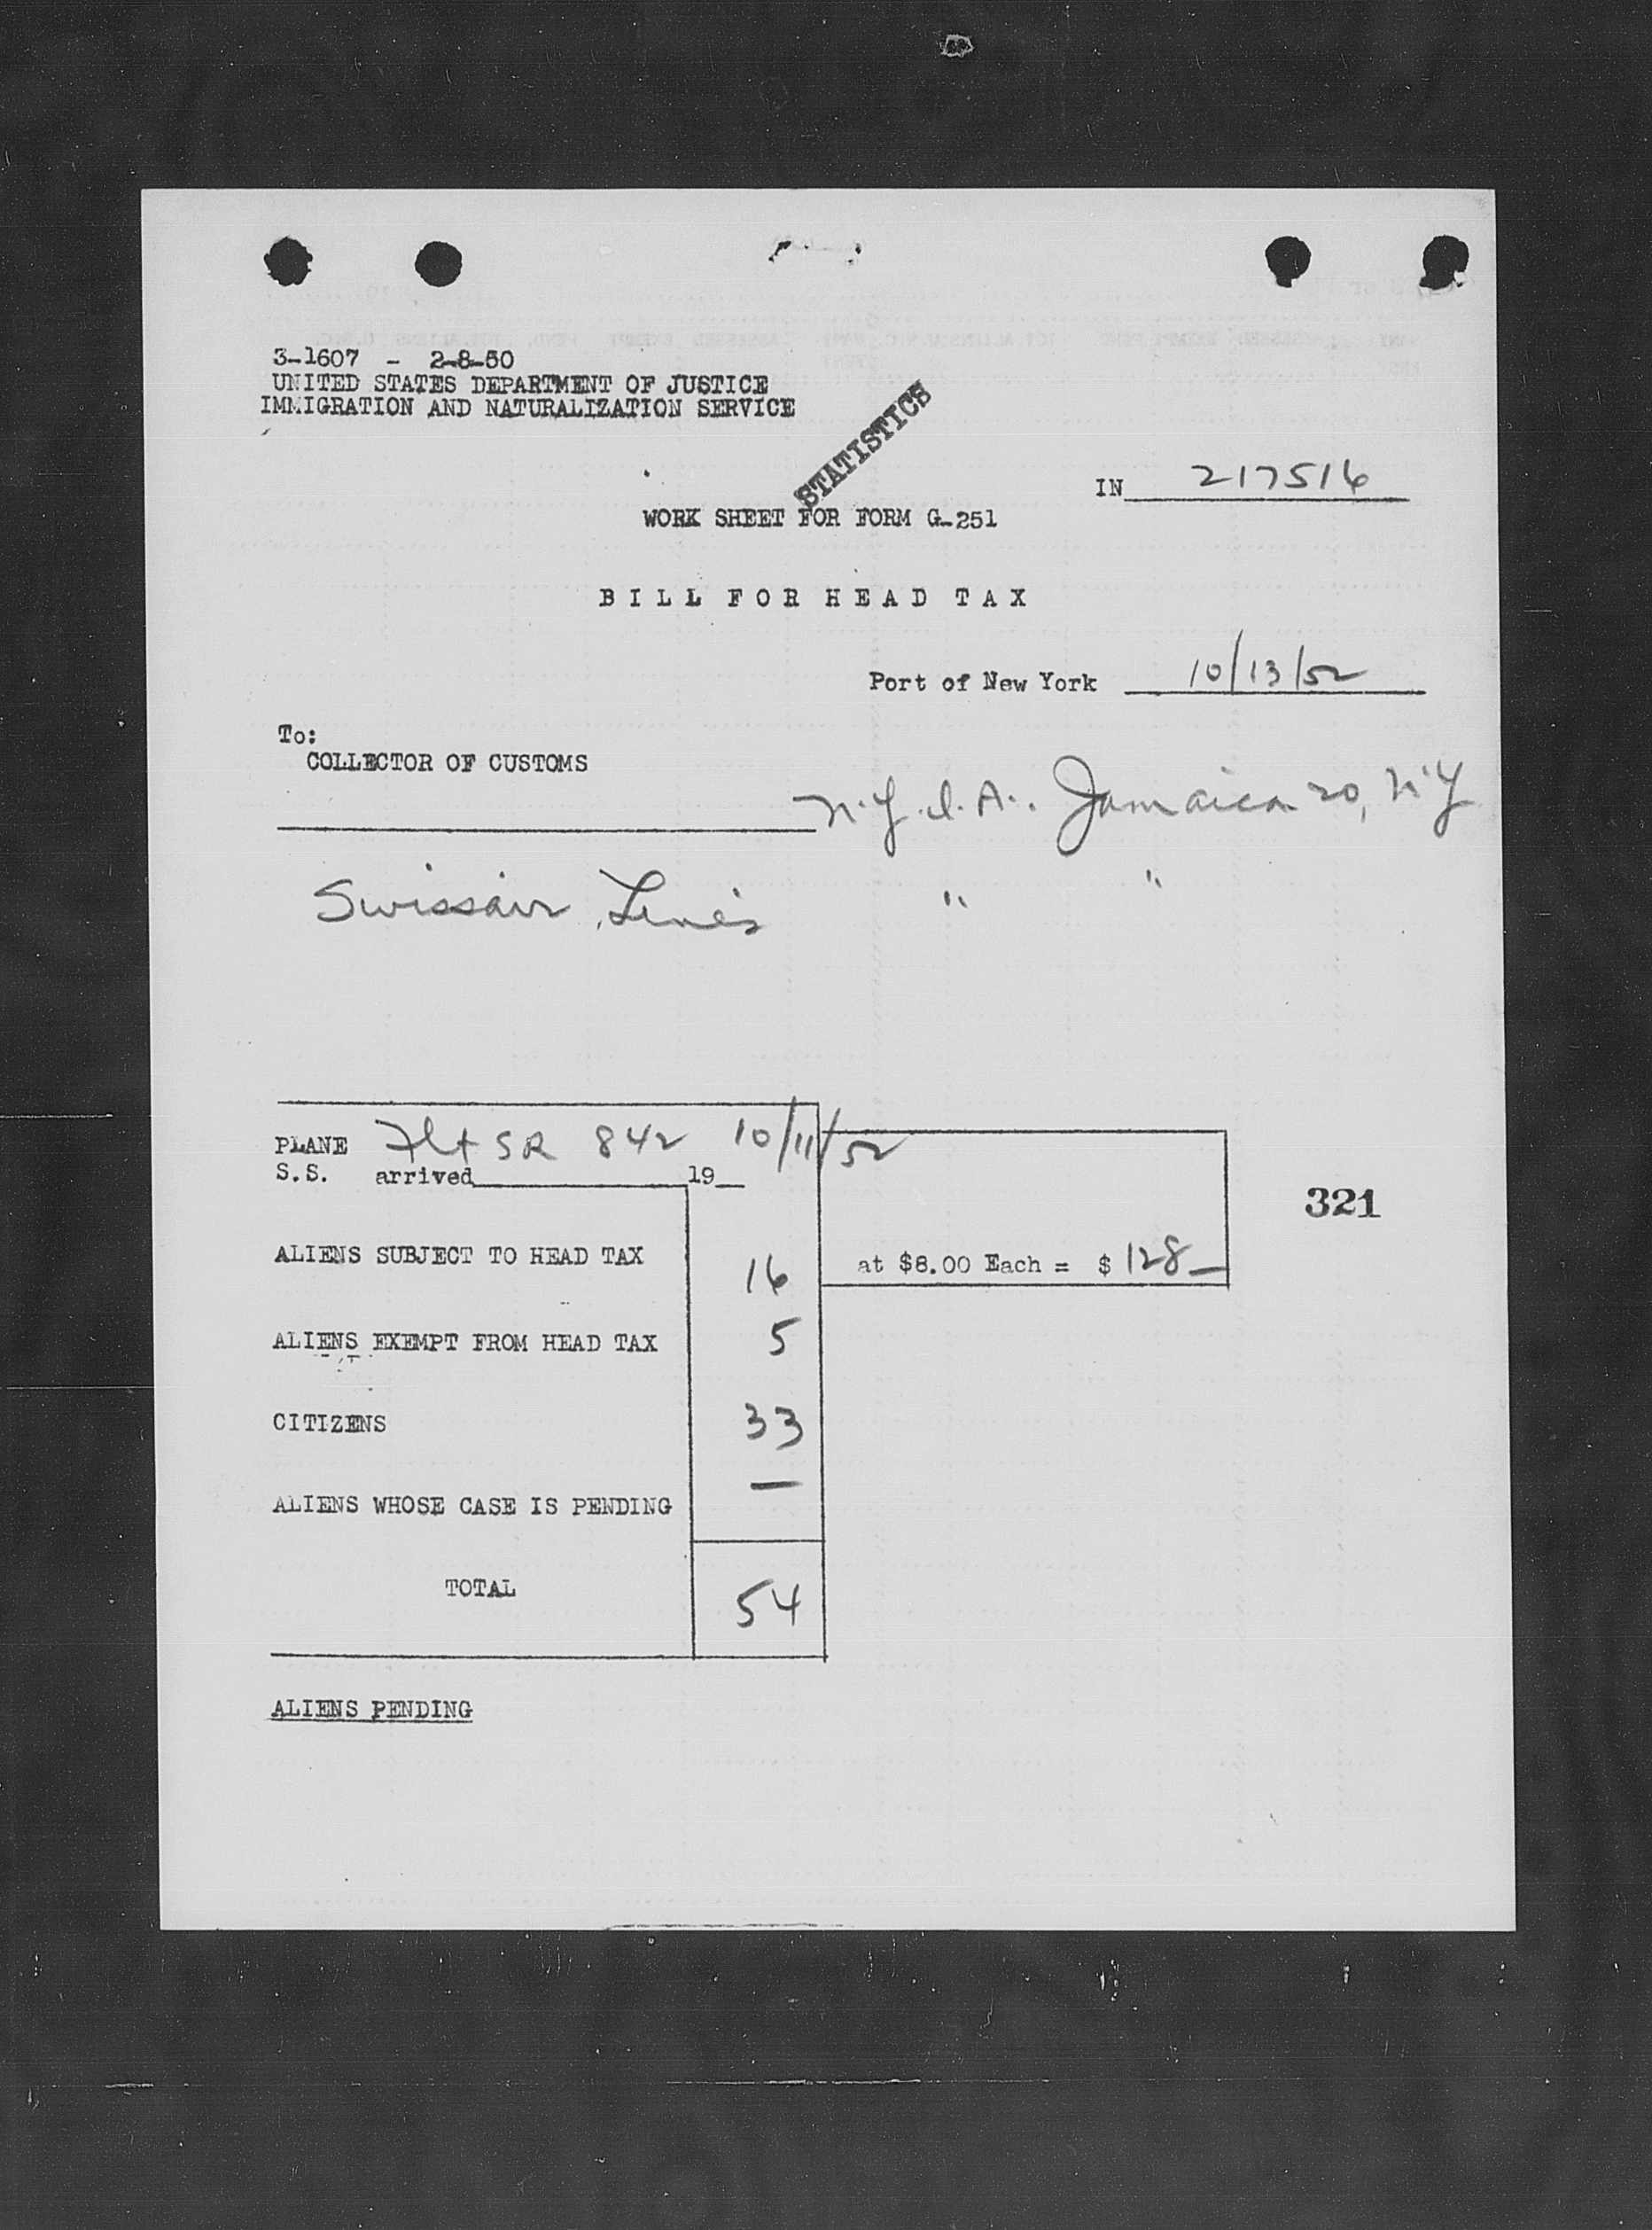 3-1607 - 2-8-50
UNITED STATES DEPARTMENT OF JUSTICE
IMMIGRATION AND NATURALIZATION SERVICE
STATISTICS
IN 217516
WORK SHEET FOR FORM G-251
BILL FOR HEAD TAX
Port of New York 10/13/52
To:
COLLECTOR OF CUSTOMS
N.Y.I.A.. Jamaica 20, N.Y
Swissair Lines " "
PLANE Flt SR 842 10/11/52
S.S. arrived 19
321
ALIENS SUBJECT TO HEAD TAX 16 at $8.00 Each = $ 128—
ALIENS EXEMPT FROM HEAD TAX 5
CITIZENS 33
ALIENS WHOSE CASE IS PENDING —
TOTAL 54
ALIENS PENDING